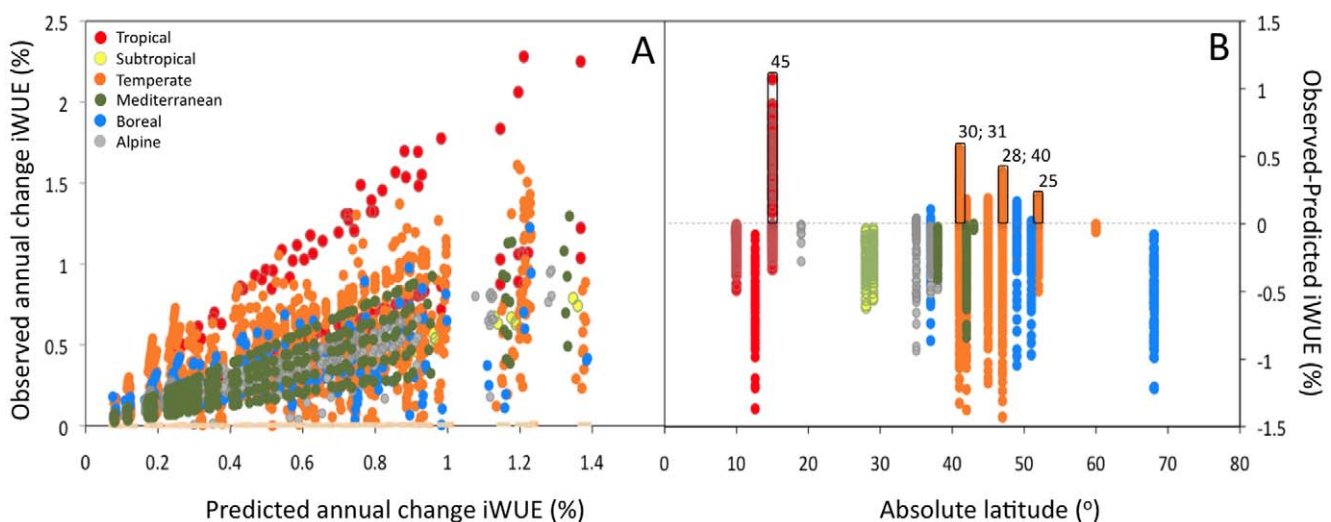 A
B
Tropical
Subtropical
Temperate
Mediterranean
Boreal
Alpine
Observed annual change iWUE (%)
2.5
2
1.5
1
0.5
0
0 0.2 0.4 0.6 0.8 1 1.2 1.4
Predicted annual change iWUE (%)
45
30; 31
28; 40
25
0 10 20 30 40 50 60 70 80
Absolute latitude (º)
1.5
1
0.5
0
-0.5
-1
-1.5
Observed-Predicted iWUE (%)